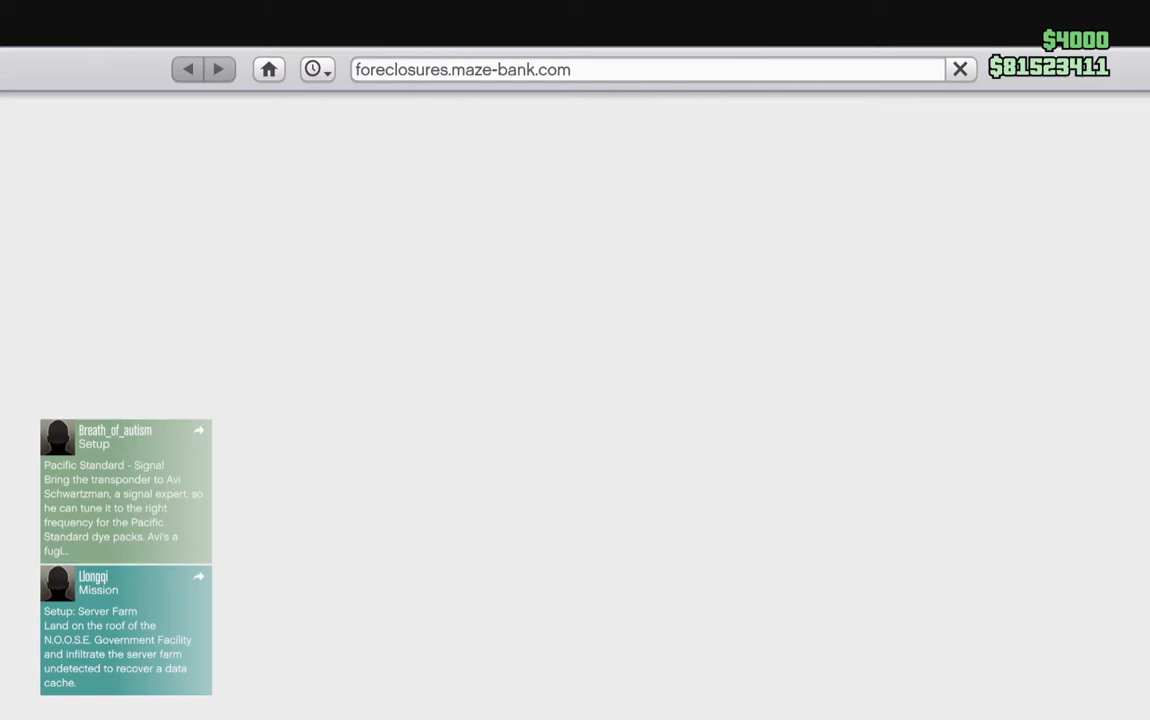 $4000
foreclosures.maze-bank.com
$81523411
Breath_of_autism
Setup
Pacific Standard - Signal
Bring the transponder to Avi
Schwartzman, a signal expert, so
he can tune it to the right
frequency for the Pacific
Standard dye packs. Avi's a
fugi...
Llongqi
Mission
Setup: Server Farm
Land on the roof of the
N.O.O.S.E. Government Facility
and infiltrate the server farm
undetected to recover a data
cache.